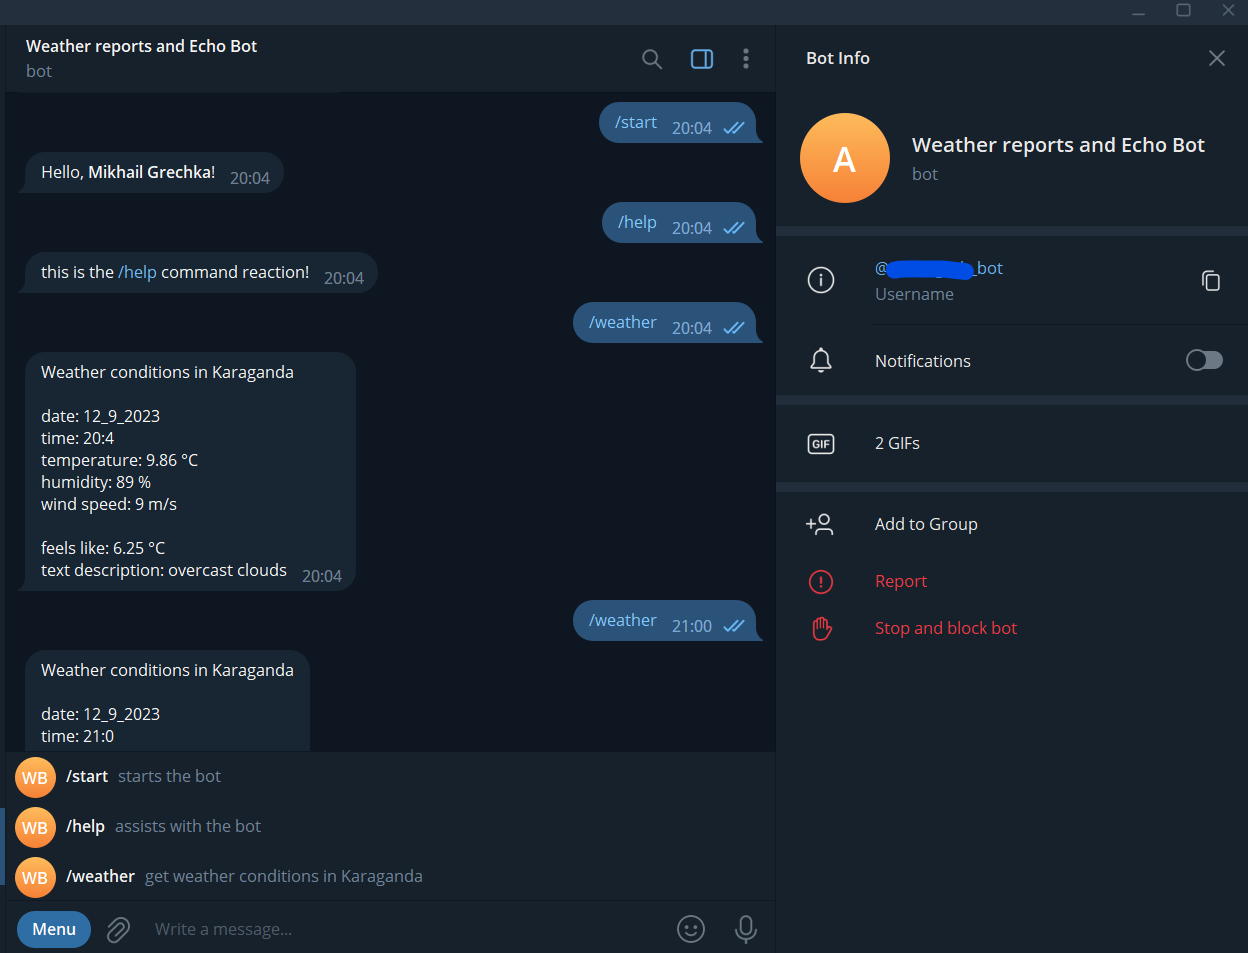 Weather reports and Echo Bot
bot
/start 20:04
Hello, Mikhail Grechka! 20:04
/help 20:04
this is the /help command reaction! 20:04
/weather 20:04
Weather conditions in Karaganda
date: 12_9_2023
time: 20:4
temperature: 9.86 °C
humidity: 89 %
wind speed: 9 m/s
feels like: 6.25 °C
text description: overcast clouds 20:04
/weather 21:00
Weather conditions in Karaganda
date: 12_9_2023
time: 21:0
WB /start starts the bot
WB /help assists with the bot
WB /weather get weather conditions in Karaganda
Menu Write a message...
Bot Info
A
Weather reports and Echo Bot
bot
@ _bot
Username
Notifications
GIF 2 GIFs
Add to Group
Report
Stop and block bot